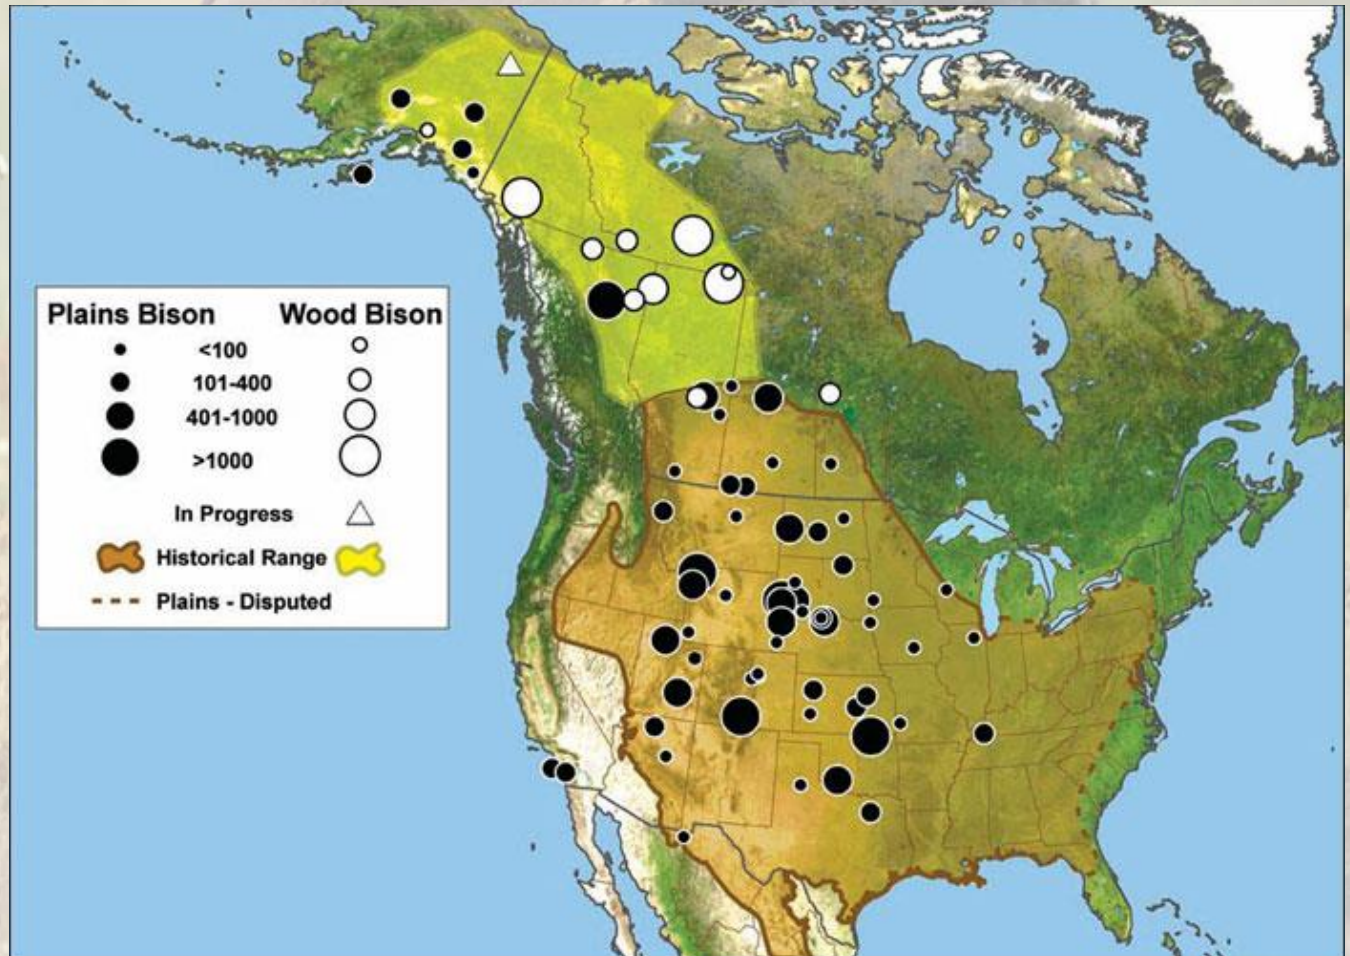 Plains Bison Wood Bison
<100
101-400
401-1000
>1000
In Progress
Historical Range
Plains - Disputed